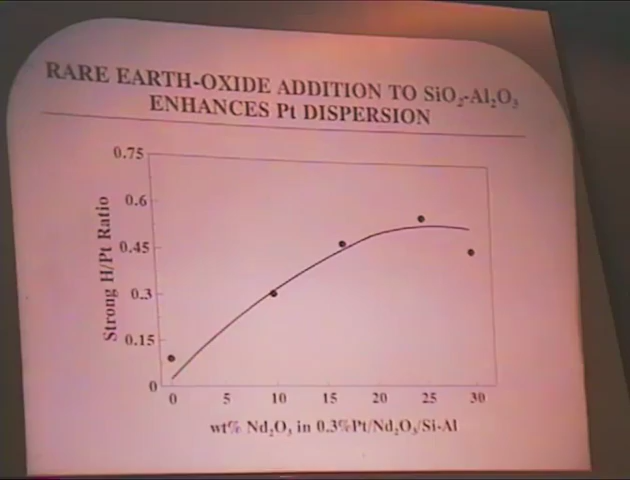 RARE EARTH-OXIDE ADDITION TO SiO₂-Al₂O₃
ENHANCES Pt DISPERSION
0.75
0.6
0.45
0.3
0.15
0
Strong H/Pt Ratio
0 5 10 15 20 25 30
wt% Nd₂O₃ in 0.3%Pt/Nd₂O₃/Si-Al